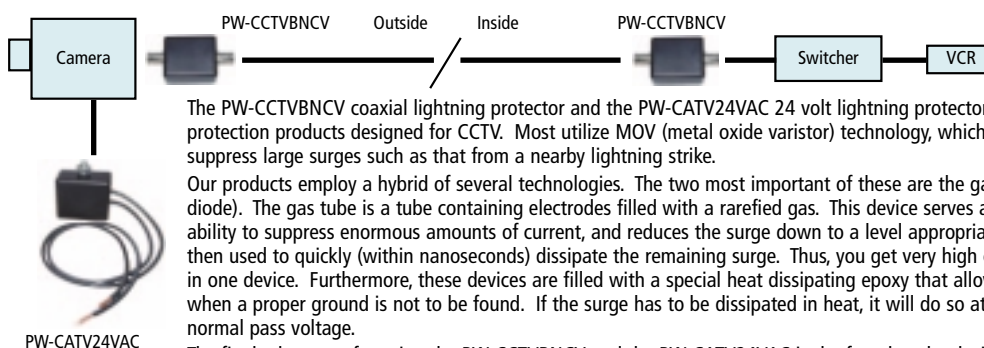 PW-CCTVBNCV Outside Inside PW-CCTVBNCV
Camera Switcher VCR
The PW-CCTVBNCV coaxial lightning protector and the PW-CATV24VAC 24 volt lightning protector
protection products designed for CCTV. Most utilize MOV (metal oxide varistor) technology, which
suppress large surges such as that from a nearby lightning strike.
Our products employ a hybrid of several technologies. The two most important of these are the ga
diode). The gas tube is a tube containing electrodes filled with a rarefied gas. This device serves a
ability to suppress enormous amounts of current, and reduces the surge down to a level appropria
then used to quickly (within nanoseconds) dissipate the remaining surge. Thus, you get very high
in one device. Furthermore, these devices are filled with a special heat dissipating epoxy that allow
when a proper ground is not to be found. If the surge has to be dissipated in heat, it will do so at
normal pass voltage.
PW-CATV24VAC